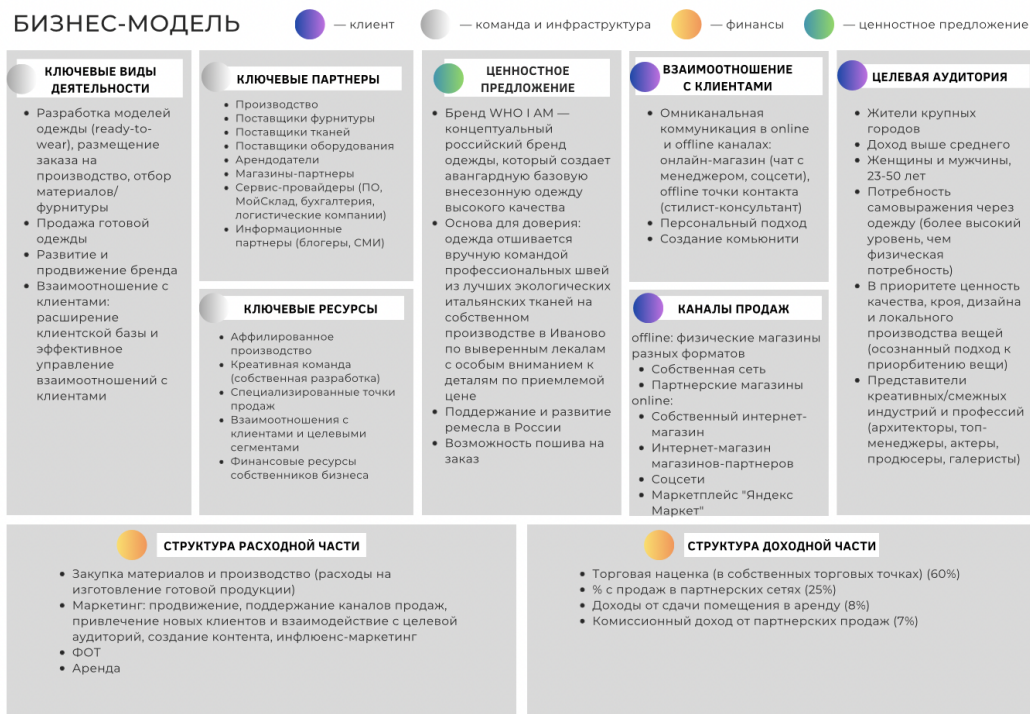 БИЗНЕС-МОДЕЛЬ
— клиент
— команда и инфраструктура
— финансы
— ценностное предложение
КЛЮЧЕВЫЕ ВИДЫ
ДЕЯТЕЛЬНОСТИ
• Разработка моделей
одежды (ready-to-
wear), размещение
заказа на
производство, отбор
материалов/
фурнитуры
• Продажа готовой
одежды
• Развитие и
продвижение бренда
• Взаимоотношение с
клиентами:
расширение
клиентской базы и
эффективное
управление
взаимоотношений с
клиентами
КЛЮЧЕВЫЕ ПАРТНЕРЫ
• Производство
• Поставщики фурнитуры
• Поставщики тканей
• Поставщики оборудования
• Арендодатели
• Магазины-партнеры
• Сервис-провайдеры (ПО,
МойСклад, бухгалтерия,
логистические компании)
• Информационные
партнеры (блогеры, СМИ)
КЛЮЧЕВЫЕ РЕСУРСЫ
• Аффилированное
производство
• Креативная команда
(собственная разработка)
• Специализированные точки
продаж
• Взаимоотношения с
клиентами и целевыми
сегментами
• Финансовые ресурсы
собственников бизнеса
ЦЕННОСТНОЕ
ПРЕДЛОЖЕНИЕ
• Бренд WHO I AM —
концептуальный
российский бренд
одежды, который создает
авангардную базовую
внесезонную одежду
высокого качества
• Основа для доверия:
одежда отшивается
вручную командой
профессиональных швей
из лучших экологических
итальянских тканей на
собственном
производстве в Иваново
по выверенным лекалам
с особым вниманием к
деталям по приемлемой
цене
• Поддержание и развитие
ремесла в России
• Возможность пошива на
заказ
ВЗАИМООТНОШЕНИЕ
С КЛИЕНТАМИ
• Омниканальная
коммуникация в online
и offline каналах:
онлайн-магазин (чат с
менеджером, соцсети),
offline точки контакта
(стилист-консультант)
• Персональный подход
• Создание комьюнити
КАНАЛЫ ПРОДАЖ
offline: физические магазины
разных форматов
• Собственная сеть
• Партнерские магазины
online:
• Собственный интернет-
магазин
• Интернет-магазин
магазинов-партнеров
• Соцсети
• Маркетплейс "Яндекс
Маркет"
ЦЕЛЕВАЯ АУДИТОРИЯ
• Жители крупных
городов
• Доход выше среднего
• Женщины и мужчины,
23-50 лет
• Потребность
самовыражения через
одежду (более высокий
уровень, чем
физическая
потребность)
• В приоритете ценность
качества, кроя, дизайна
и локального
производства вещей
(осознанный подход к
приорбитению вещи)
• Представители
креативных/смежных
индустрий и профессий
(архитекторы, топ-
менеджеры, актеры,
продюсеры, галеристы)
СТРУКТУРА РАСХОДНОЙ ЧАСТИ
• Закупка материалов и производство (расходы на
изготовление готовой продукции)
• Маркетинг: продвижение, поддержание каналов продаж,
привлечение новых клиентов и взаимодействие с целевой
аудиторий, создание контента, инфлюенс-маркетинг
• ФОТ
• Аренда
СТРУКТУРА ДОХОДНОЙ ЧАСТИ
• Торговая наценка (в собственных торговых точках) (60%)
• % с продаж в партнерских сетях (25%)
• Доходы от сдачи помещения в аренду (8%)
• Комиссионный доход от партнерских продаж (7%)